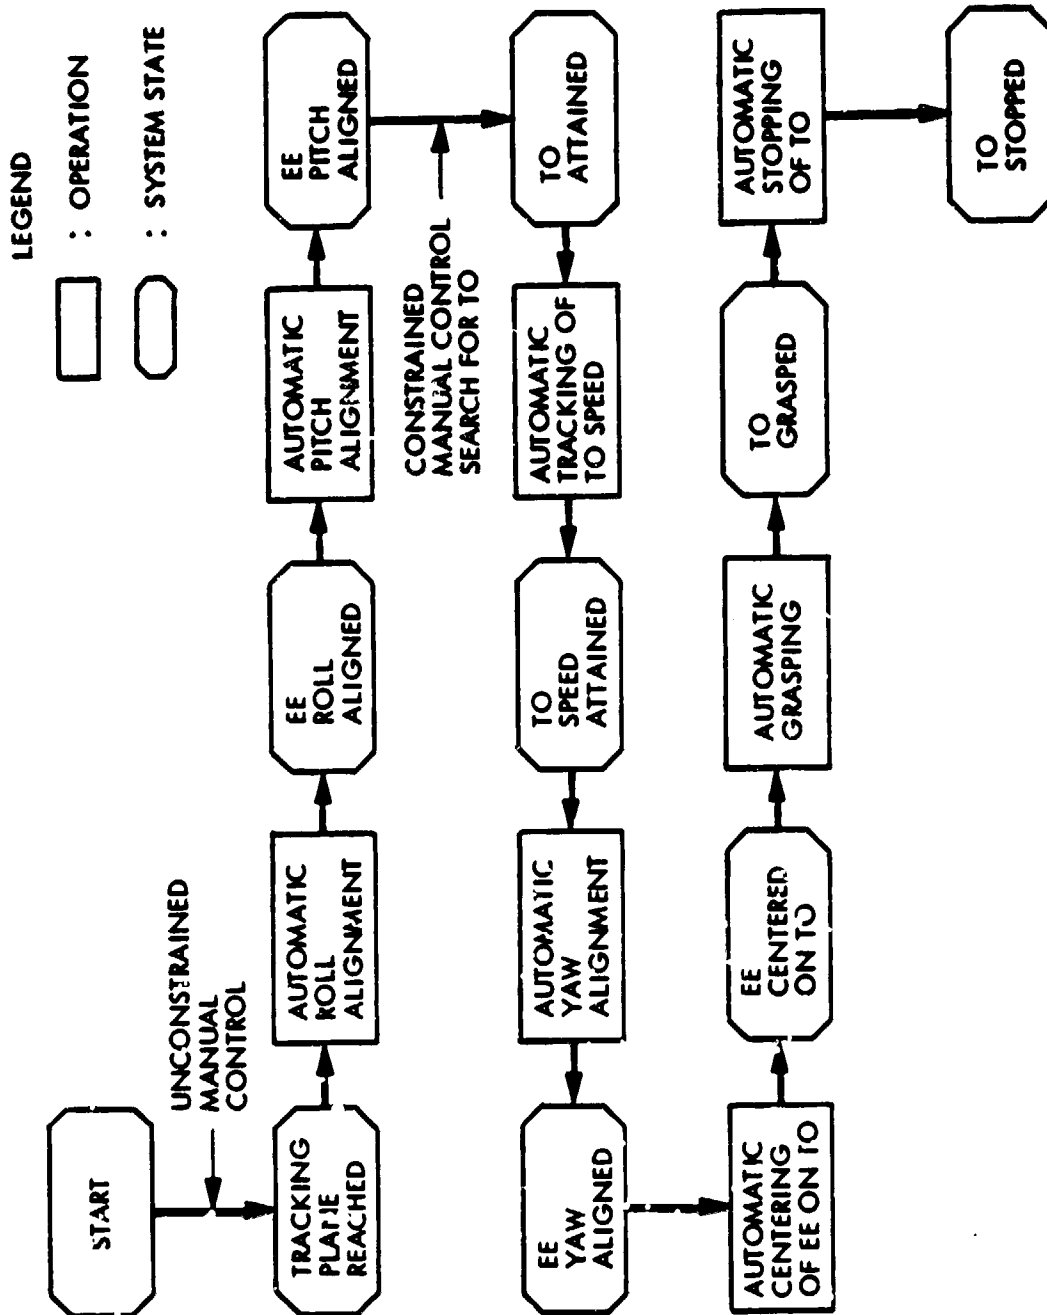 LEGEND
: OPERATION
: SYSTEM STATE
START
UNCONSTRAINED
MANUAL
CONTROL
TRACKING
PLANE
REACHED
AUTOMATIC
ROLL
ALIGNMENT
EE
ROLL
ALIGNED
AUTOMATIC
PITCH
ALIGNMENT
EE
PITCH
ALIGNED
CONSTRAINED
MANUAL CONTROL
SEARCH FOR TO
TO
ATTAINED
AUTOMATIC
TRACKING OF
TO SPEED
TO
SPEED
ATTAINED
AUTOMATIC
YAW
ALIGNMENT
EE
YAW
ALIGNED
AUTOMATIC
CENTERING
OF EE ON TO
EE
CENTERED
ON TO
AUTOMATIC
GRASPING
TO
GRASPED
AUTOMATIC
STOPPING
OF TO
TO
STOPPED